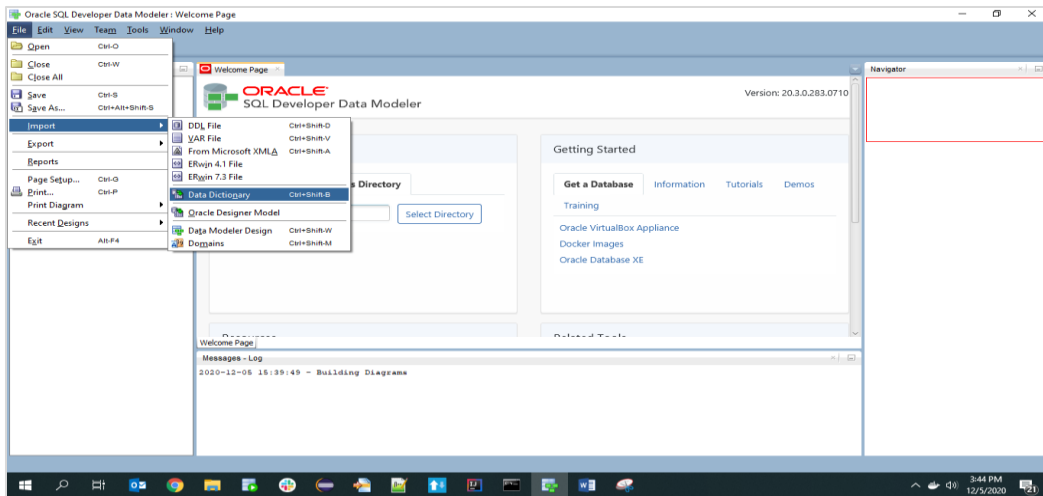 Oracle SQL Developer Data Modeler : Welcome Page
File Edit View Team Tools Window Help
Open Ctrl-O
Close Ctrl-W
Close All
Save Ctrl-S
Save As... Ctrl+Alt+Shift-S
Import
Export
Reports
Page Setup... Ctrl-G
Print... Ctrl-P
Print Diagram
Recent Designs
Exit Alt-F4
DDL File Ctrl+Shift-D
VAR File Ctrl+Shift-V
From Microsoft XMLA Ctrl+Shift-A
ERwin 4.1 File
ERwin 7.3 File
Data Dictionary Ctrl+Shift-B
Oracle Designer Model
Data Modeler Design Ctrl+Shift-W
Domains Ctrl+Shift-M
Welcome Page
ORACLE
SQL Developer Data Modeler
Version: 20.3.0.283.0710
s Directory
Select Directory
Getting Started
Get a Database Information Tutorials Demos
Training
Oracle VirtualBox Appliance
Docker Images
Oracle Database XE
Welcome Page
Messages - Log
2020-12-05 15:39:49 - Building Diagrams
Navigator
3:44 PM
12/5/2020
21